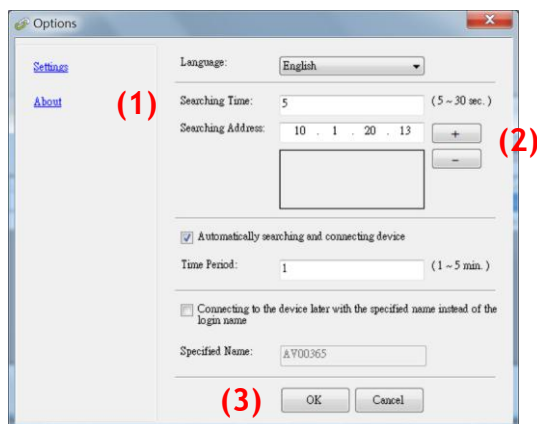 Options
X
Settings
About
Language: English
(1)
Searching Time: 5 (5 ~ 30 sec. )
Searching Address: 10 . 1 . 20 . 13 +
(2)
–
Automatically searching and connecting device
Time Period: 1 (1 ~ 5 min. )
Connecting to the device later with the specified name instead of the
login name
Specified Name: AV00365
(3) OK Cancel